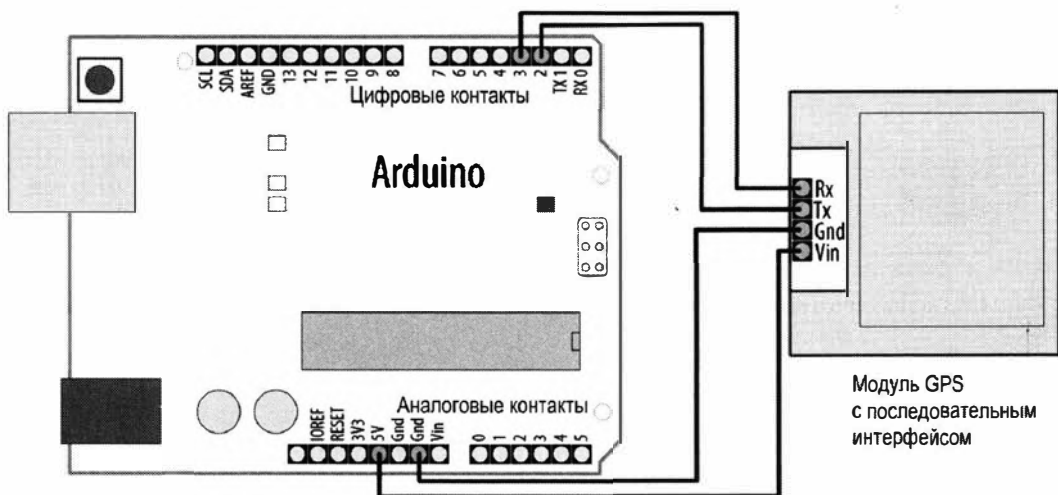 SCL
SDA
AREF
GND
13
12
11
10
9
8
7
6
5
4
3
2
TX 1
RX 0
Цифровые контакты
Arduino
Rx
Tx
Gnd
Vin
Модуль GPS
с последовательным
интерфейсом
Аналоговые контакты
IOREF
RESET
3V3
5V
Gnd
Gnd
Vin
0
1
2
3
4
5